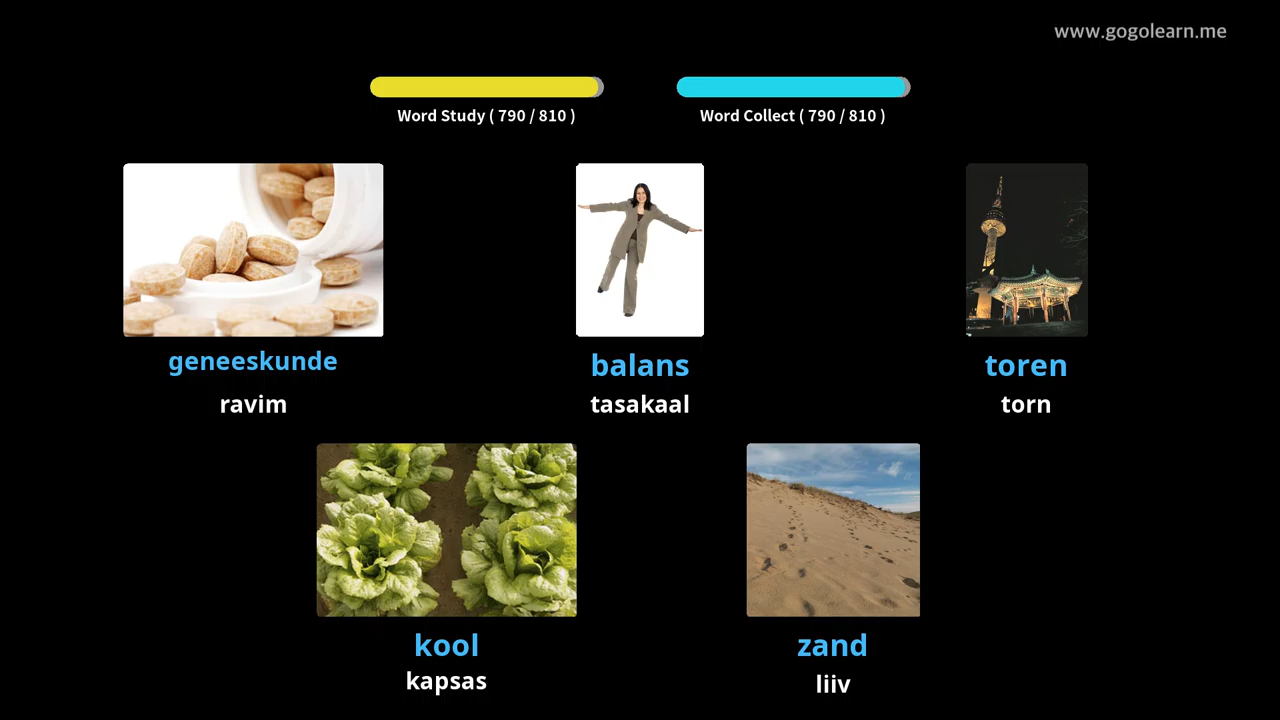 www.gogolearn.me
Word Study ( 790 / 810 )
Word Collect ( 790 / 810 )
geneeskunde
ravim
balans
tasakaal
toren
torn
kool
kapsas
zand
liiv